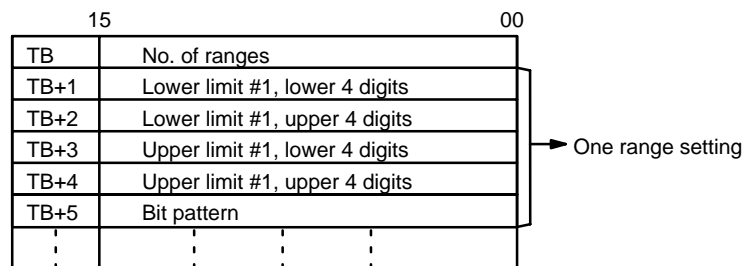 15 00
TB No. of ranges
TB+1 Lower limit #1, lower 4 digits
TB+2 Lower limit #1, upper 4 digits
TB+3 Upper limit #1, lower 4 digits
TB+4 Upper limit #1, upper 4 digits
TB+5 Bit pattern
One range setting